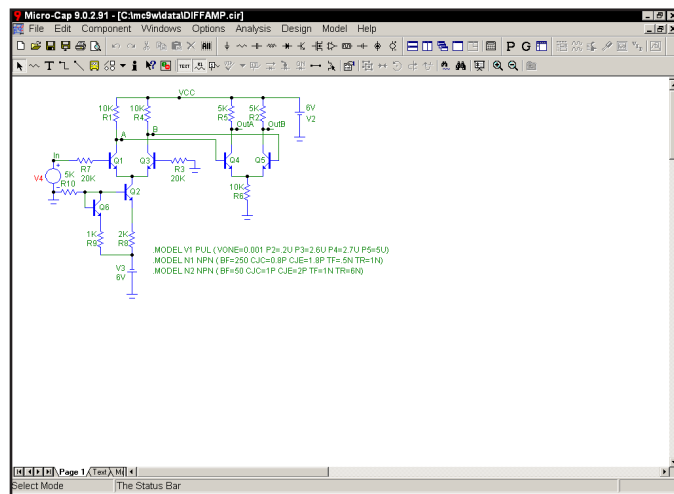 Micro-Cap 9.0.2.91 - [C:\mc9w\data\DIFFAMP.cir]
File Edit Component Windows Options Analysis Design Model Help
P G
T TEXT
VCC
10K
R1
10K
R4
5K
R5
5K
R2
6V
V2
A
B
OutA
OutB
In
Q1
Q3
Q4
Q5
R7
20K
R3
20K
V4
5K
R10
Q2
10K
R6
Q6
1K
R9
2K
R8
V3
6V
.MODEL V1 PUL ( VONE=0.001 P2=.2U P3=2.6U P4=2.7U P5=5U)
.MODEL N1 NPN ( BF=250 CJC=0.8P CJE=1.8P TF=.5N TR=1N)
.MODEL N2 NPN ( BF=50 CJC=1P CJE=2P TF=1N TR=6N)
Page 1 Text
Select Mode The Status Bar